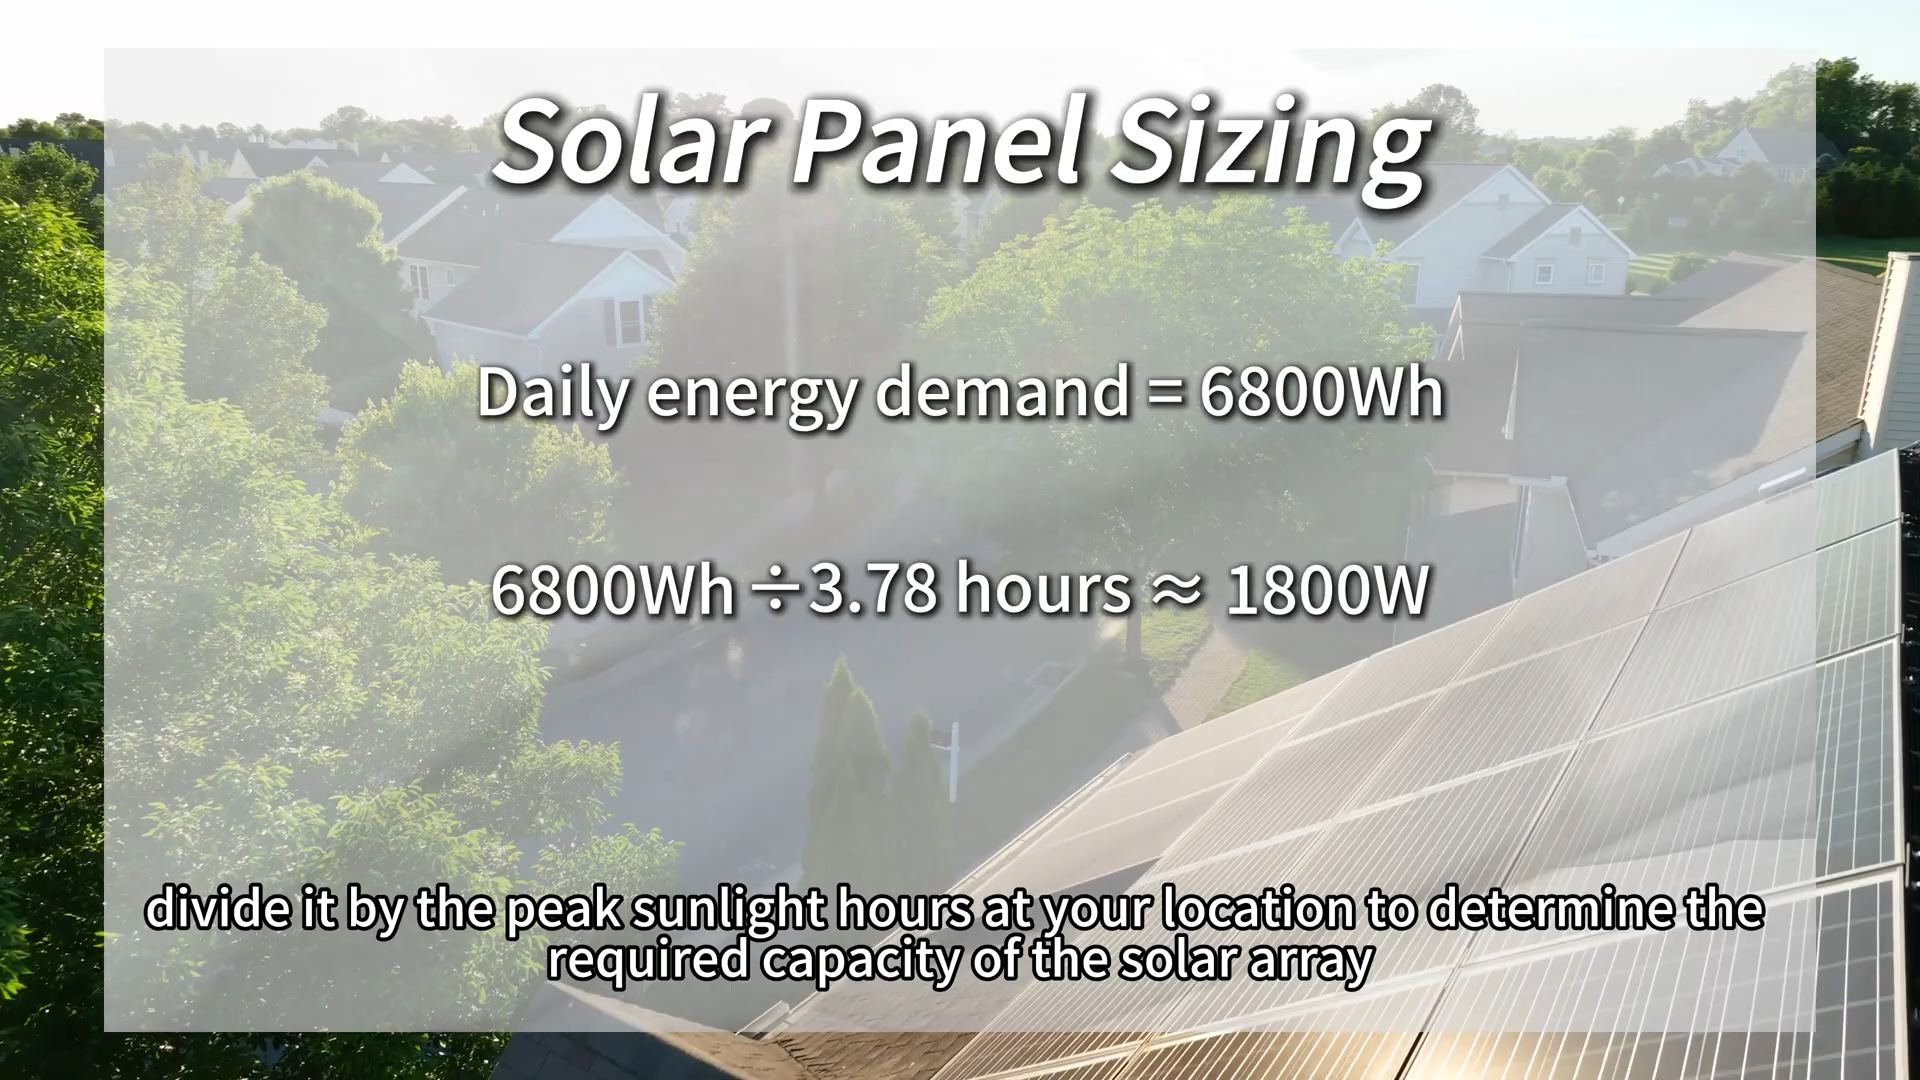 Solar Panel Sizing
Daily energy demand = 6800Wh
6800Wh ÷3.78 hours ≈ 1800W
divide it by the peak sunlight hours at your location to determine the
required capacity of the solar array